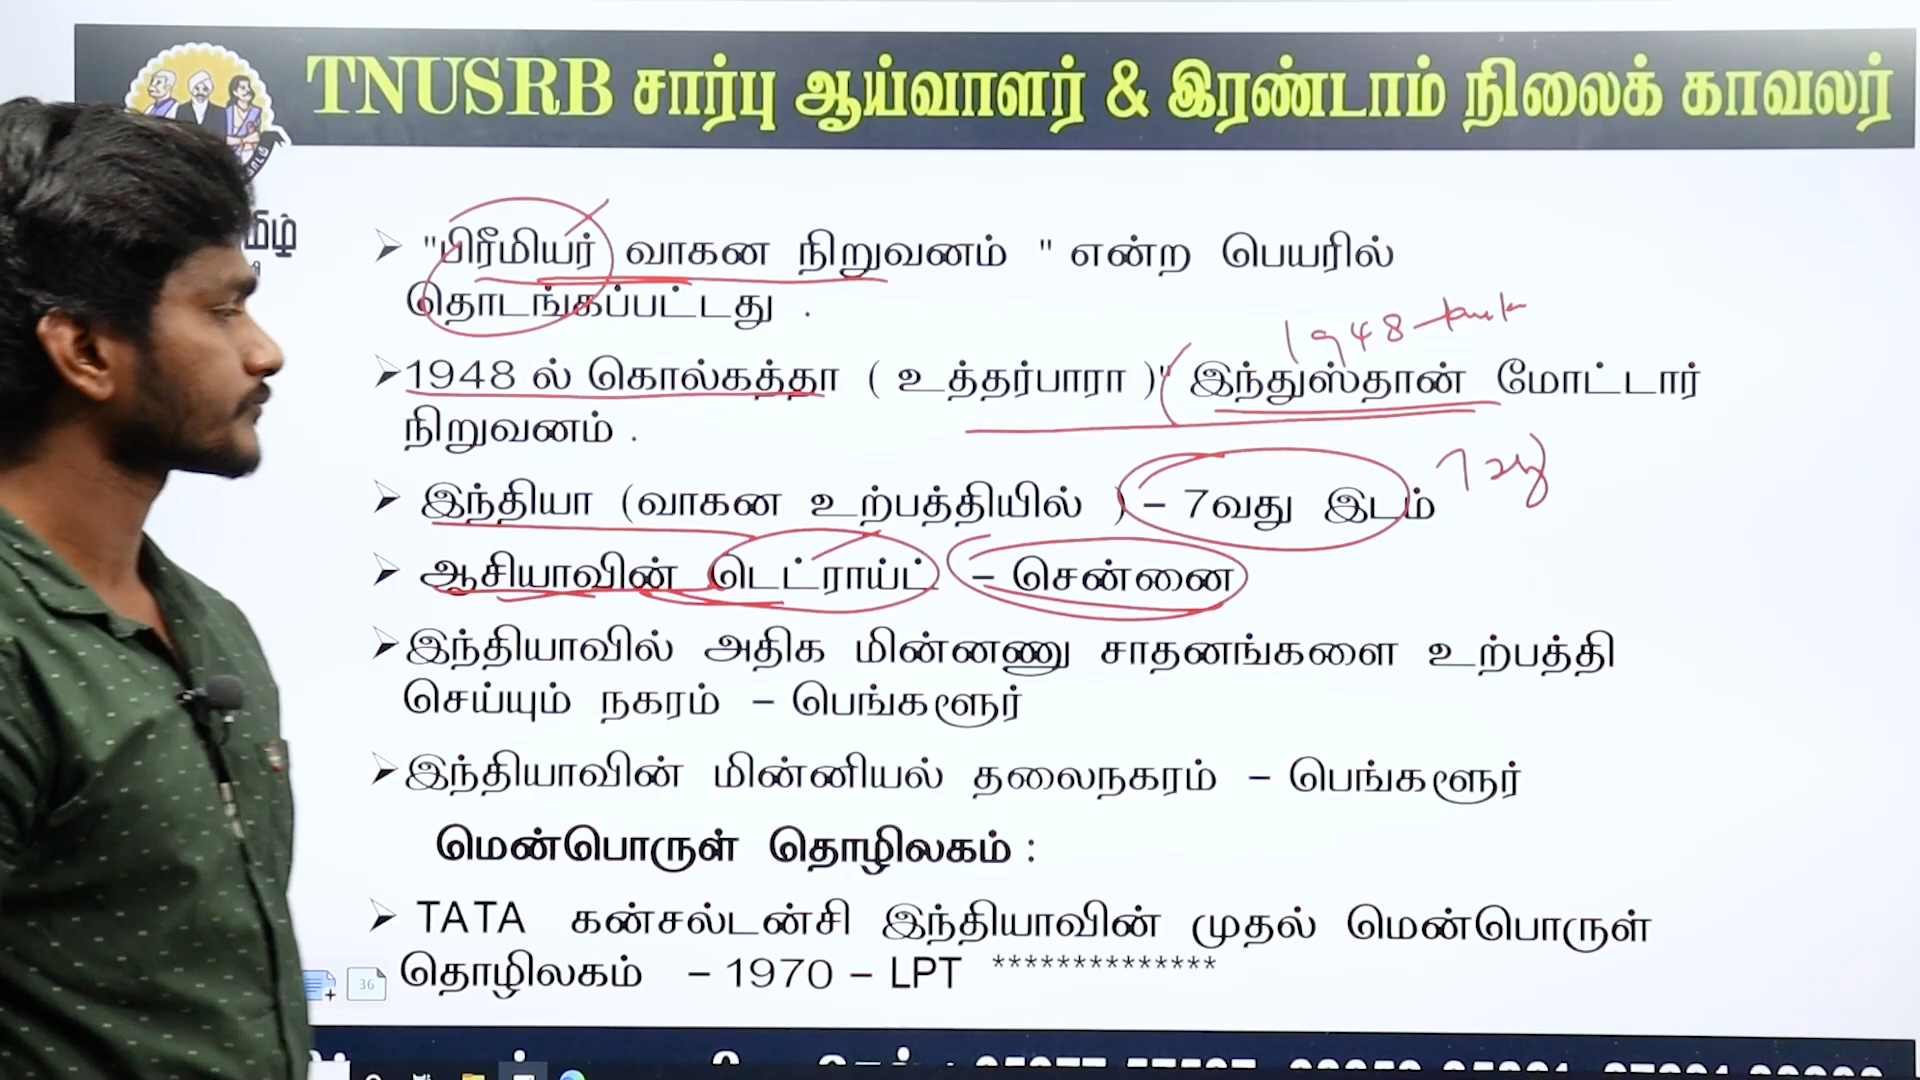 TNUSRB சார்பு ஆய்வாளர் & இரண்டாம் நிலைக் காவலர்
"பிரீமியர் வாகன நிறுவனம் " என்ற பெயரில்
தொடங்கப்பட்டது .
1948
1948 ல் கொல்கத்தா ( உத்தர்பாரா )" இந்துஸ்தான் மோட்டார்
நிறுவனம் .
இந்தியா (வாகன உற்பத்தியில் ) – 7வது இடம்
ஆசியாவின் டெட்ராய்ட் – சென்னை
இந்தியாவில் அதிக மின்னணு சாதனங்களை உற்பத்தி
செய்யும் நகரம் – பெங்களூர்
இந்தியாவின் மின்னியல் தலைநகரம் – பெங்களூர்
மென்பொருள் தொழிலகம் :
TATA கன்சல்டன்சி இந்தியாவின் முதல் மென்பொருள்
தொழிலகம் – 1970 – LPT **************
36